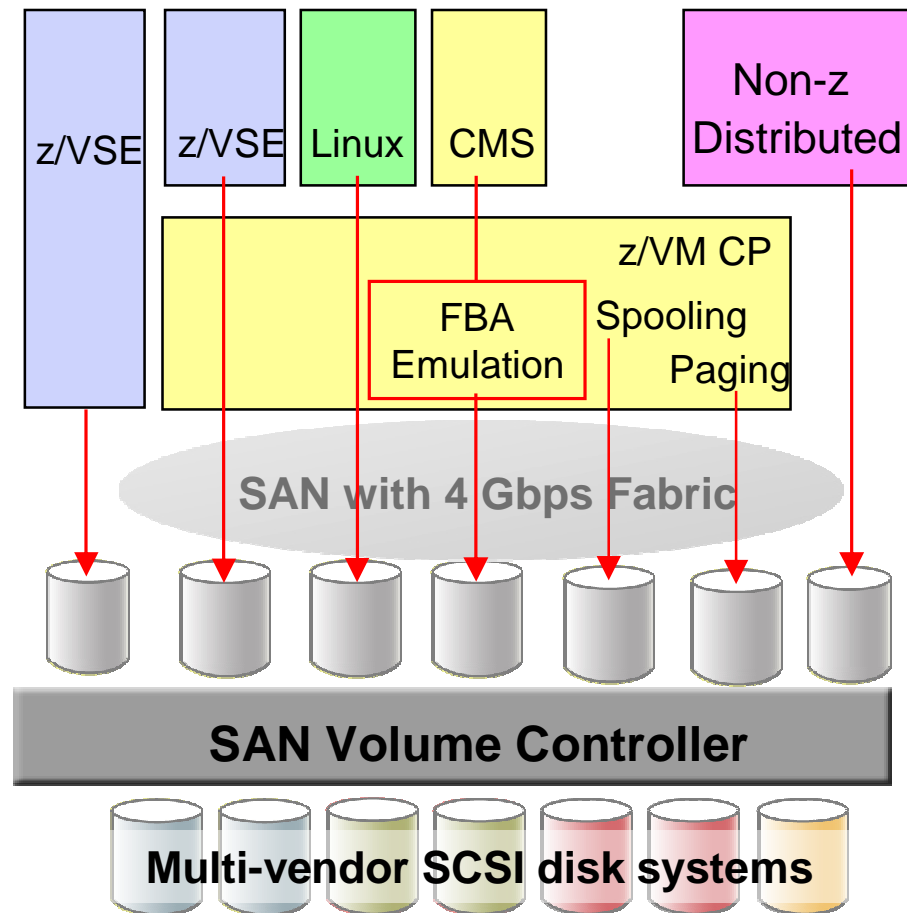 z/VSE
z/VSE
Linux
CMS
Non-z
Distributed
z/VM CP
FBA
Emulation
Spooling
Paging
SAN with 4 Gbps Fabric
SAN Volume Controller
Multi-vendor SCSI disk systems